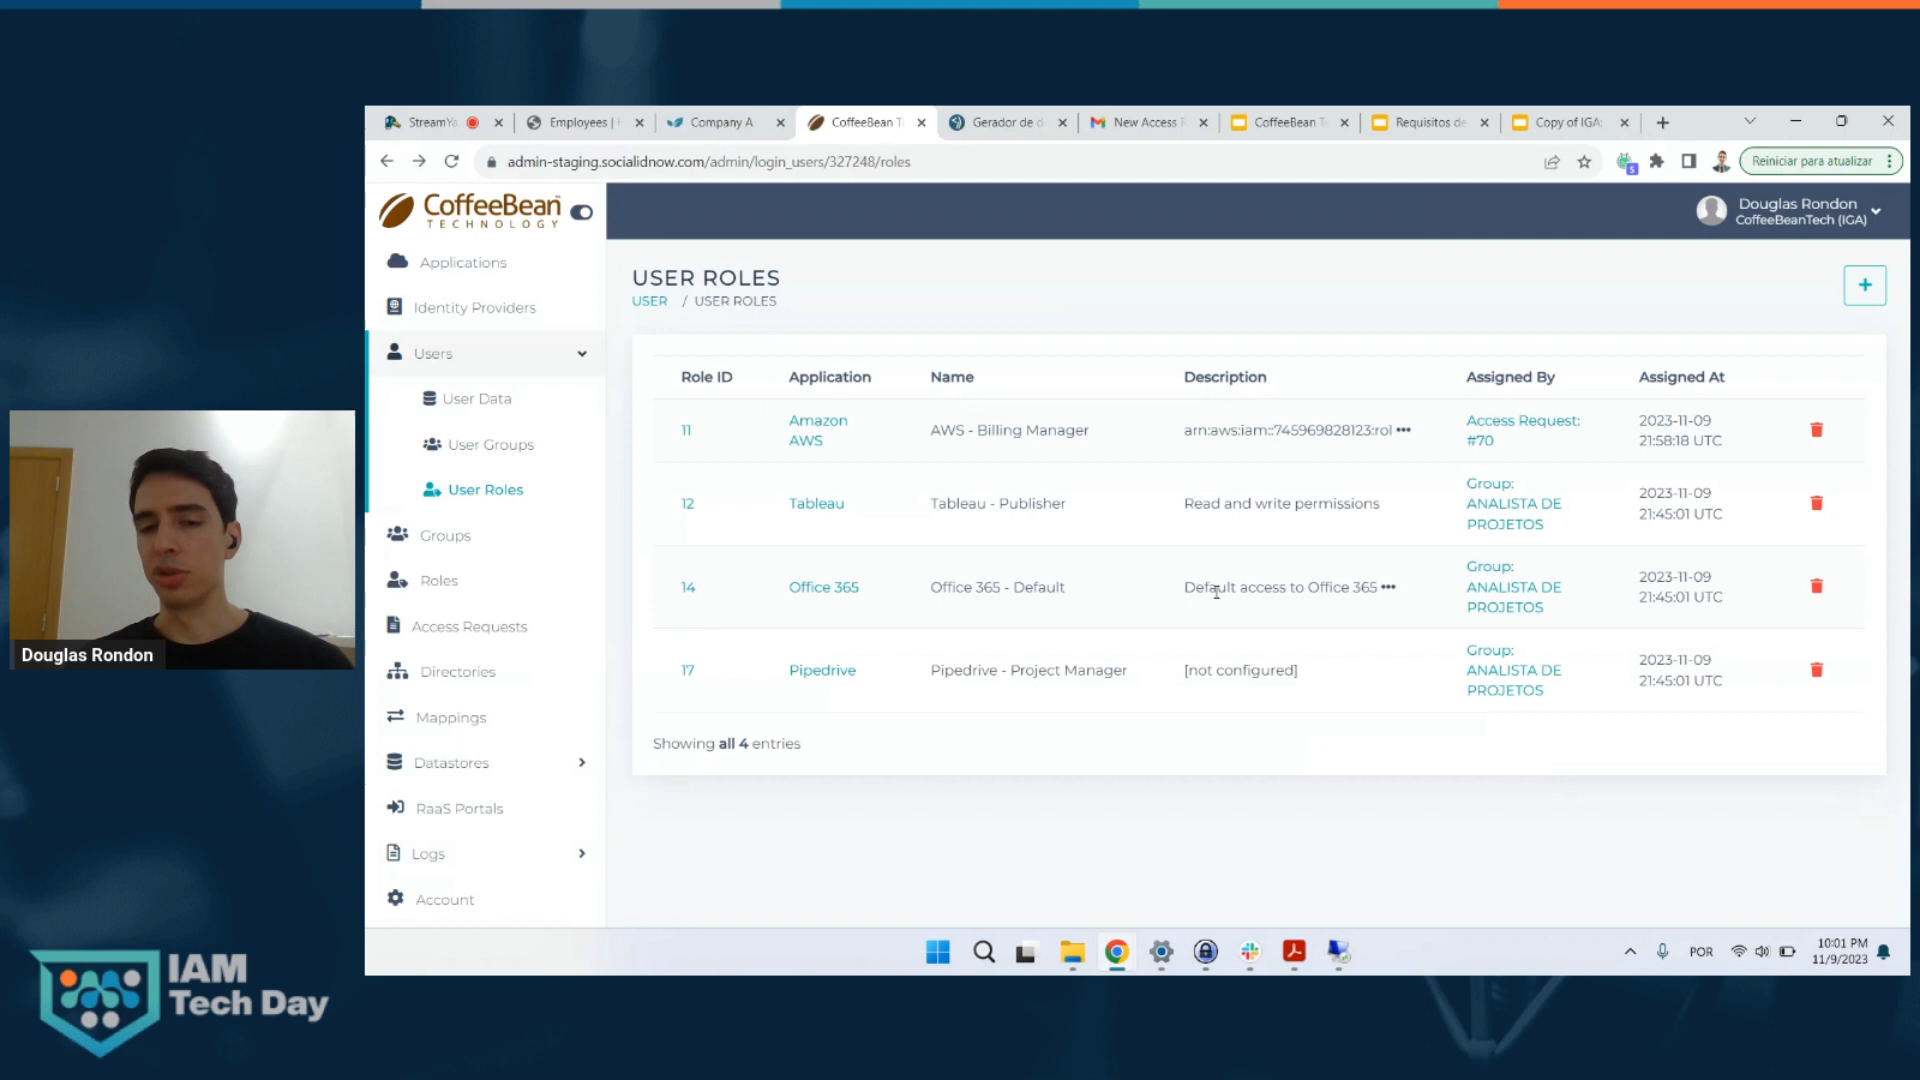 StreamYa
Employees |
Company A
CoffeeBean T
Gerador de d
New Access R
CoffeeBean T
Requisitos de
Copy of IGA:
admin-staging.socialidnow.com/admin/login_users/327248/roles
Reiniciar para atualizar
CoffeeBean™
TECHNOLOGY
Douglas Rondon
CoffeeBeanTech (IGA)
Applications
Identity Providers
Users
User Data
User Groups
User Roles
Groups
Roles
Access Requests
Directories
Mappings
Datastores
RaaS Portals
Logs
Account
USER ROLES
USER / USER ROLES
Role ID Application Name Description Assigned By Assigned At
11 Amazon AWS AWS - Billing Manager arn:aws:iam::745969828123:rol ••• Access Request: #70 2023-11-09 21:58:18 UTC
12 Tableau Tableau - Publisher Read and write permissions Group: ANALISTA DE PROJETOS 2023-11-09 21:45:01 UTC
14 Office 365 Office 365 - Default Default access to Office 365 ••• Group: ANALISTA DE PROJETOS 2023-11-09 21:45:01 UTC
17 Pipedrive Pipedrive - Project Manager [not configured] Group: ANALISTA DE PROJETOS 2023-11-09 21:45:01 UTC
Showing all 4 entries
Douglas Rondon
POR
10:01 PM
11/9/2023
IAM
Tech Day